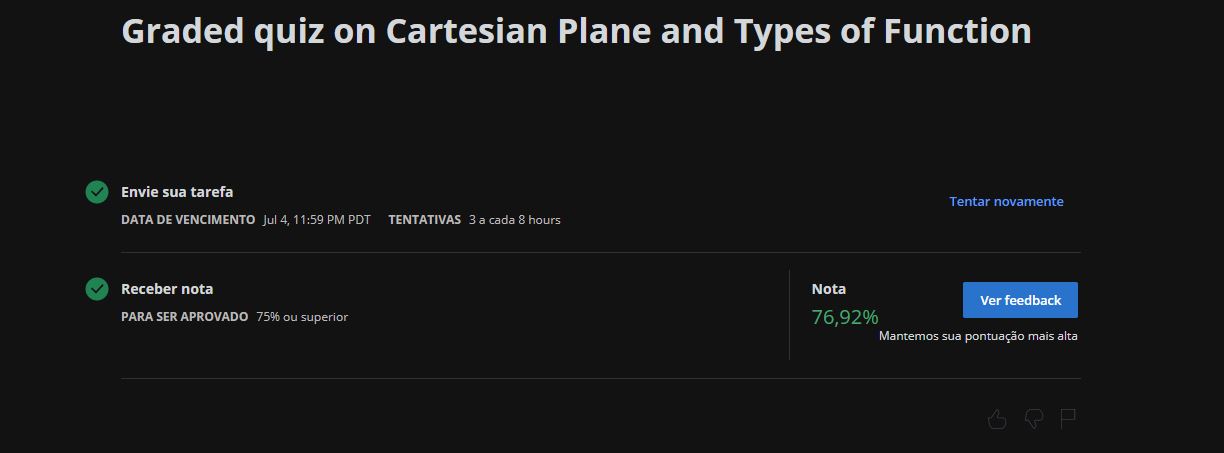 Graded quiz on Cartesian Plane and Types of Function
Envie sua tarefa
DATA DE VENCIMENTO Jul 4, 11:59 PM PDT TENTATIVAS 3 a cada 8 hours
Tentar novamente
Receber nota
PARA SER APROVADO 75% ou superior
Nota
76,92%
Ver feedback
Mantemos sua pontuação mais alta